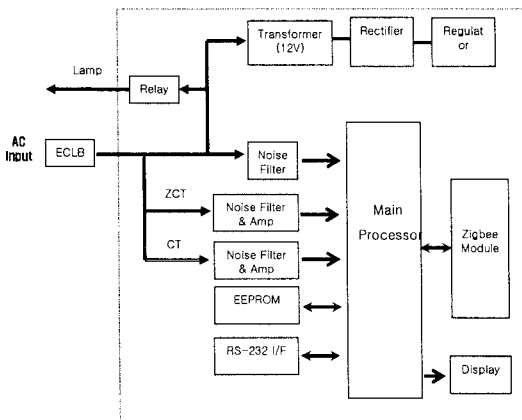 Transformer
(12V)
Rectifier
Regulat
or
Lamp
Relay
AC
Input
ECLB
Noise
Filter
ZCT
Noise Filter
& Amp
CT
Noise Filter
& Amp
EEPROM
RS-232 I/F
Main
Processor
Zigbee
Module
Display